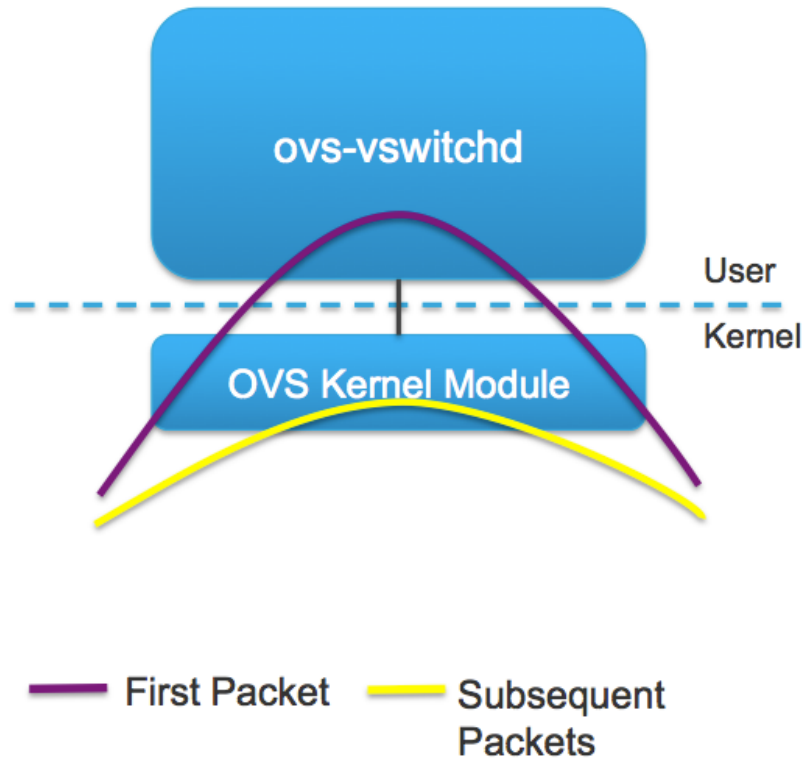 ovs-vswitchd
User
Kernel
OVS Kernel Module
First Packet
Subsequent
Packets